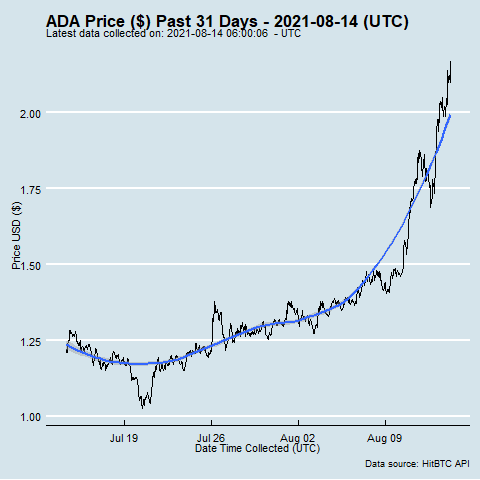 ADA Price ($) Past 31 Days - 2021-08-14 (UTC)
Latest data collected on: 2021-08-14 06:00:06  - UTC
2.00
1.75
1.50
1.25
1.00
Price USD ($)
Jul 19
Jul 26
Aug 02
Aug 09
Date Time Collected (UTC)
Data source: HitBTC API